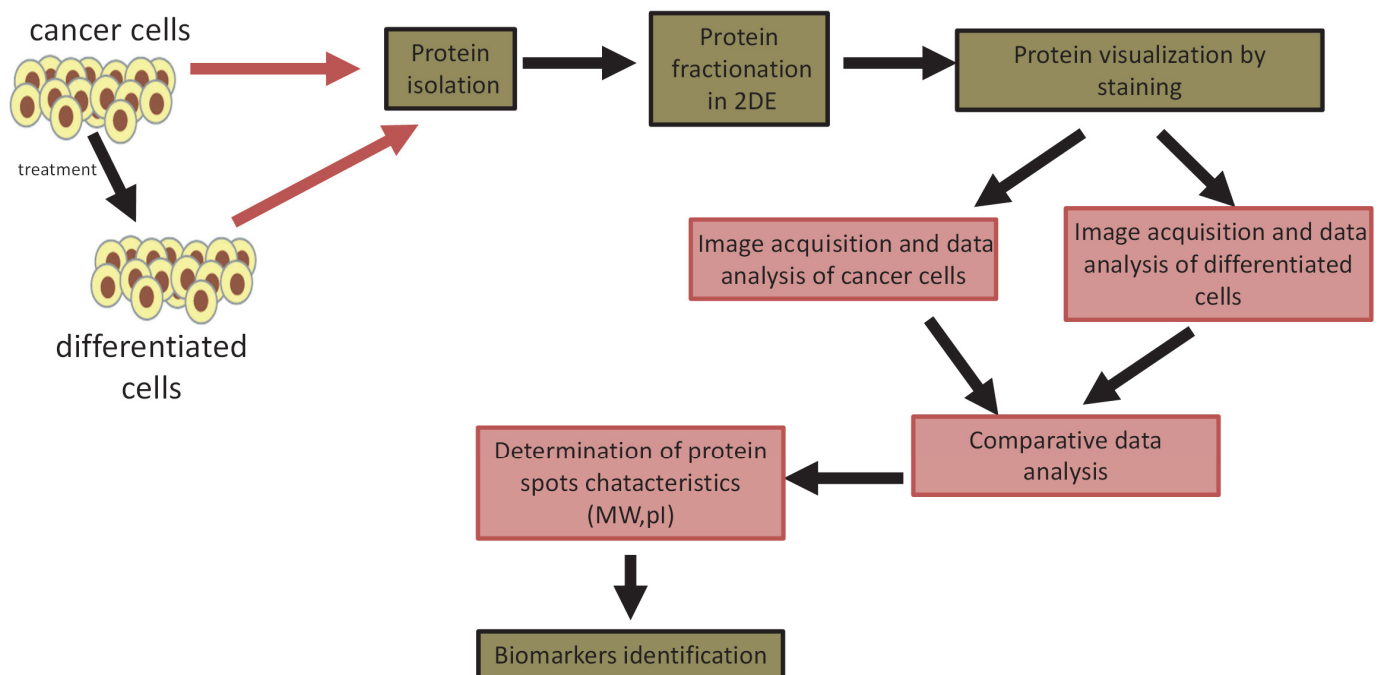 cancer cells
treatment
differentiated
cells
Protein
isolation
Protein
fractionation
in 2DE
Protein visualization by
staining
Image acquisition and data
analysis of cancer cells
Image acquisition and data
analysis of differentiated
cells
Comparative data
analysis
Determination of protein
spots chatacteristics
(MW,pI)
Biomarkers identification